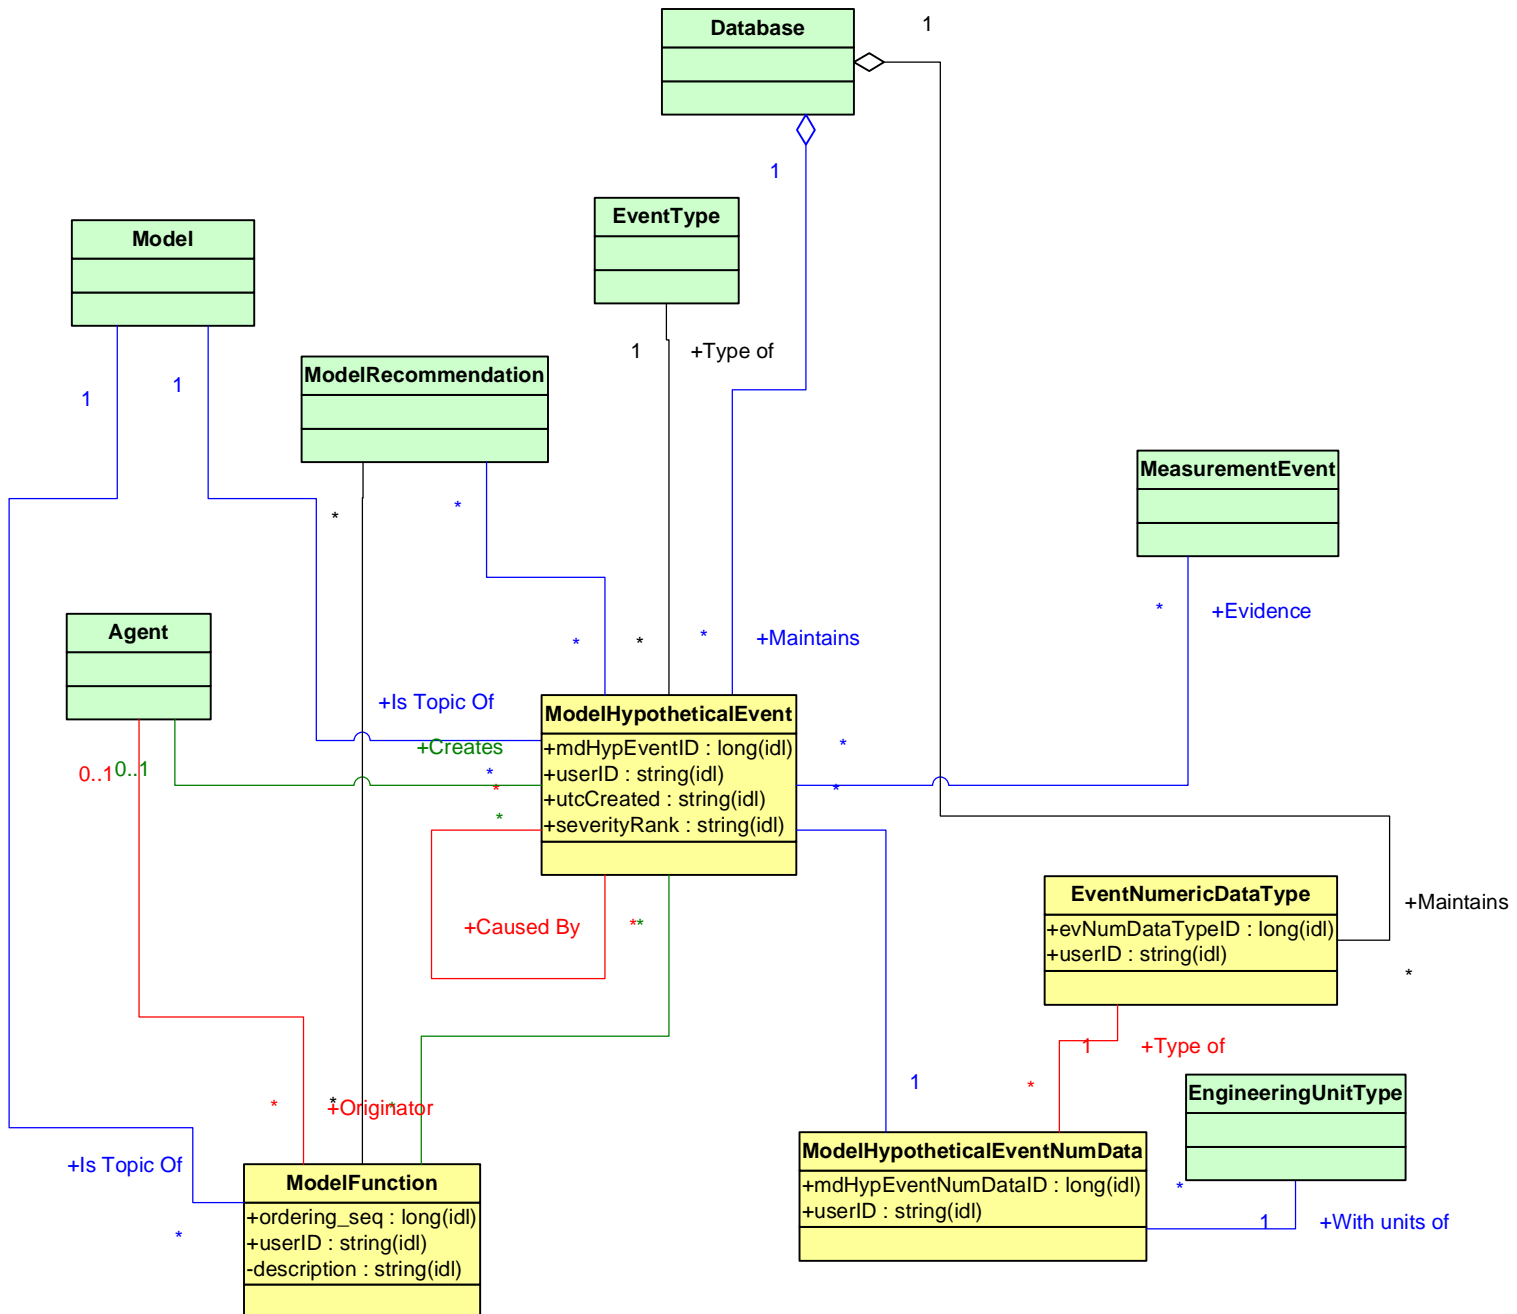 Database
1
1
EventType
Model
1
+Type of
ModelRecommendation
1
1
MeasurementEvent
*
*
*
+Evidence
Agent
*
*
*
+Maintains
+Is Topic Of
ModelHypotheticalEvent
+mdHypEventID : long(idl)
+userID : string(idl)
+utcCreated : string(idl)
+severityRank : string(idl)
+Creates
*
0..1
0..1
*
*
*
*
EventNumericDataType
+evNumDataTypeID : long(idl)
+userID : string(idl)
+Maintains
+Caused By
*
*
*
1
+Type of
1
*
EngineeringUnitType
*
*
+Originator
*
ModelHypotheticalEventNumData
+mdHypEventNumDataID : long(idl)
+userID : string(idl)
+Is Topic Of
*
*
1
+With units of
ModelFunction
+ordering_seq : long(idl)
+userID : string(idl)
-description : string(idl)